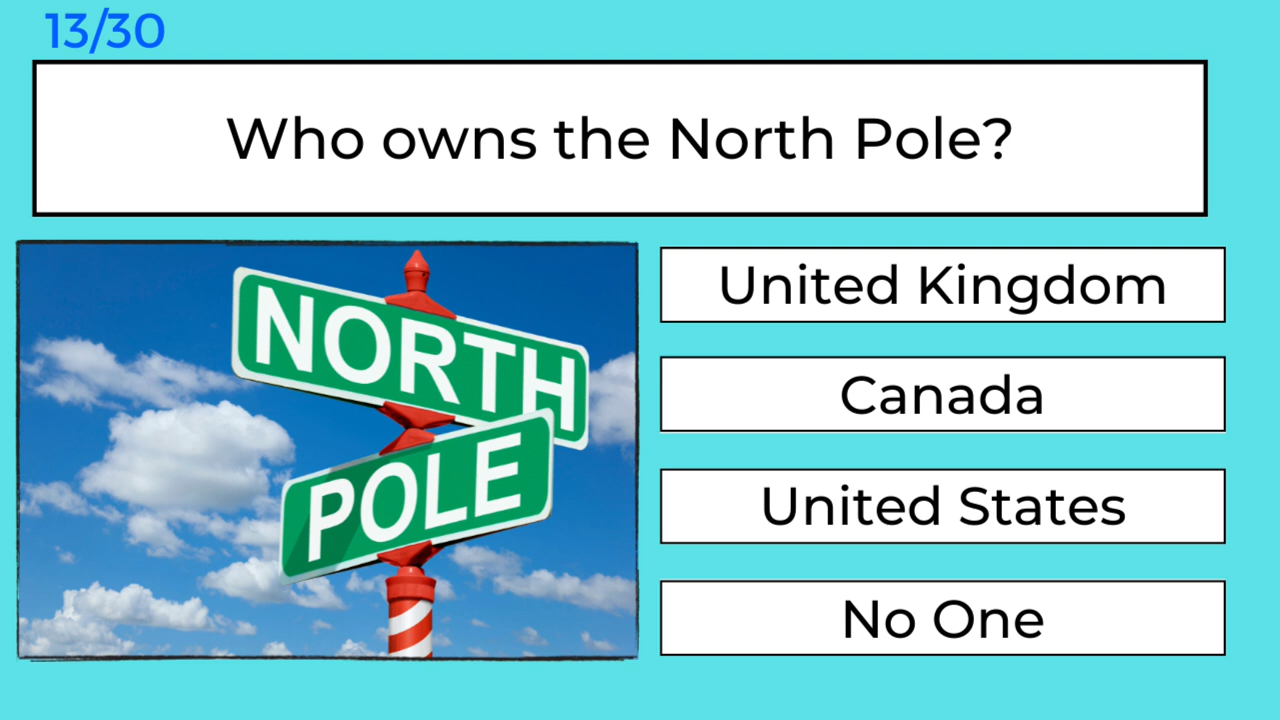 13/30
Who owns the North Pole?
NORTH
POLE
United Kingdom
Canada
United States
No One